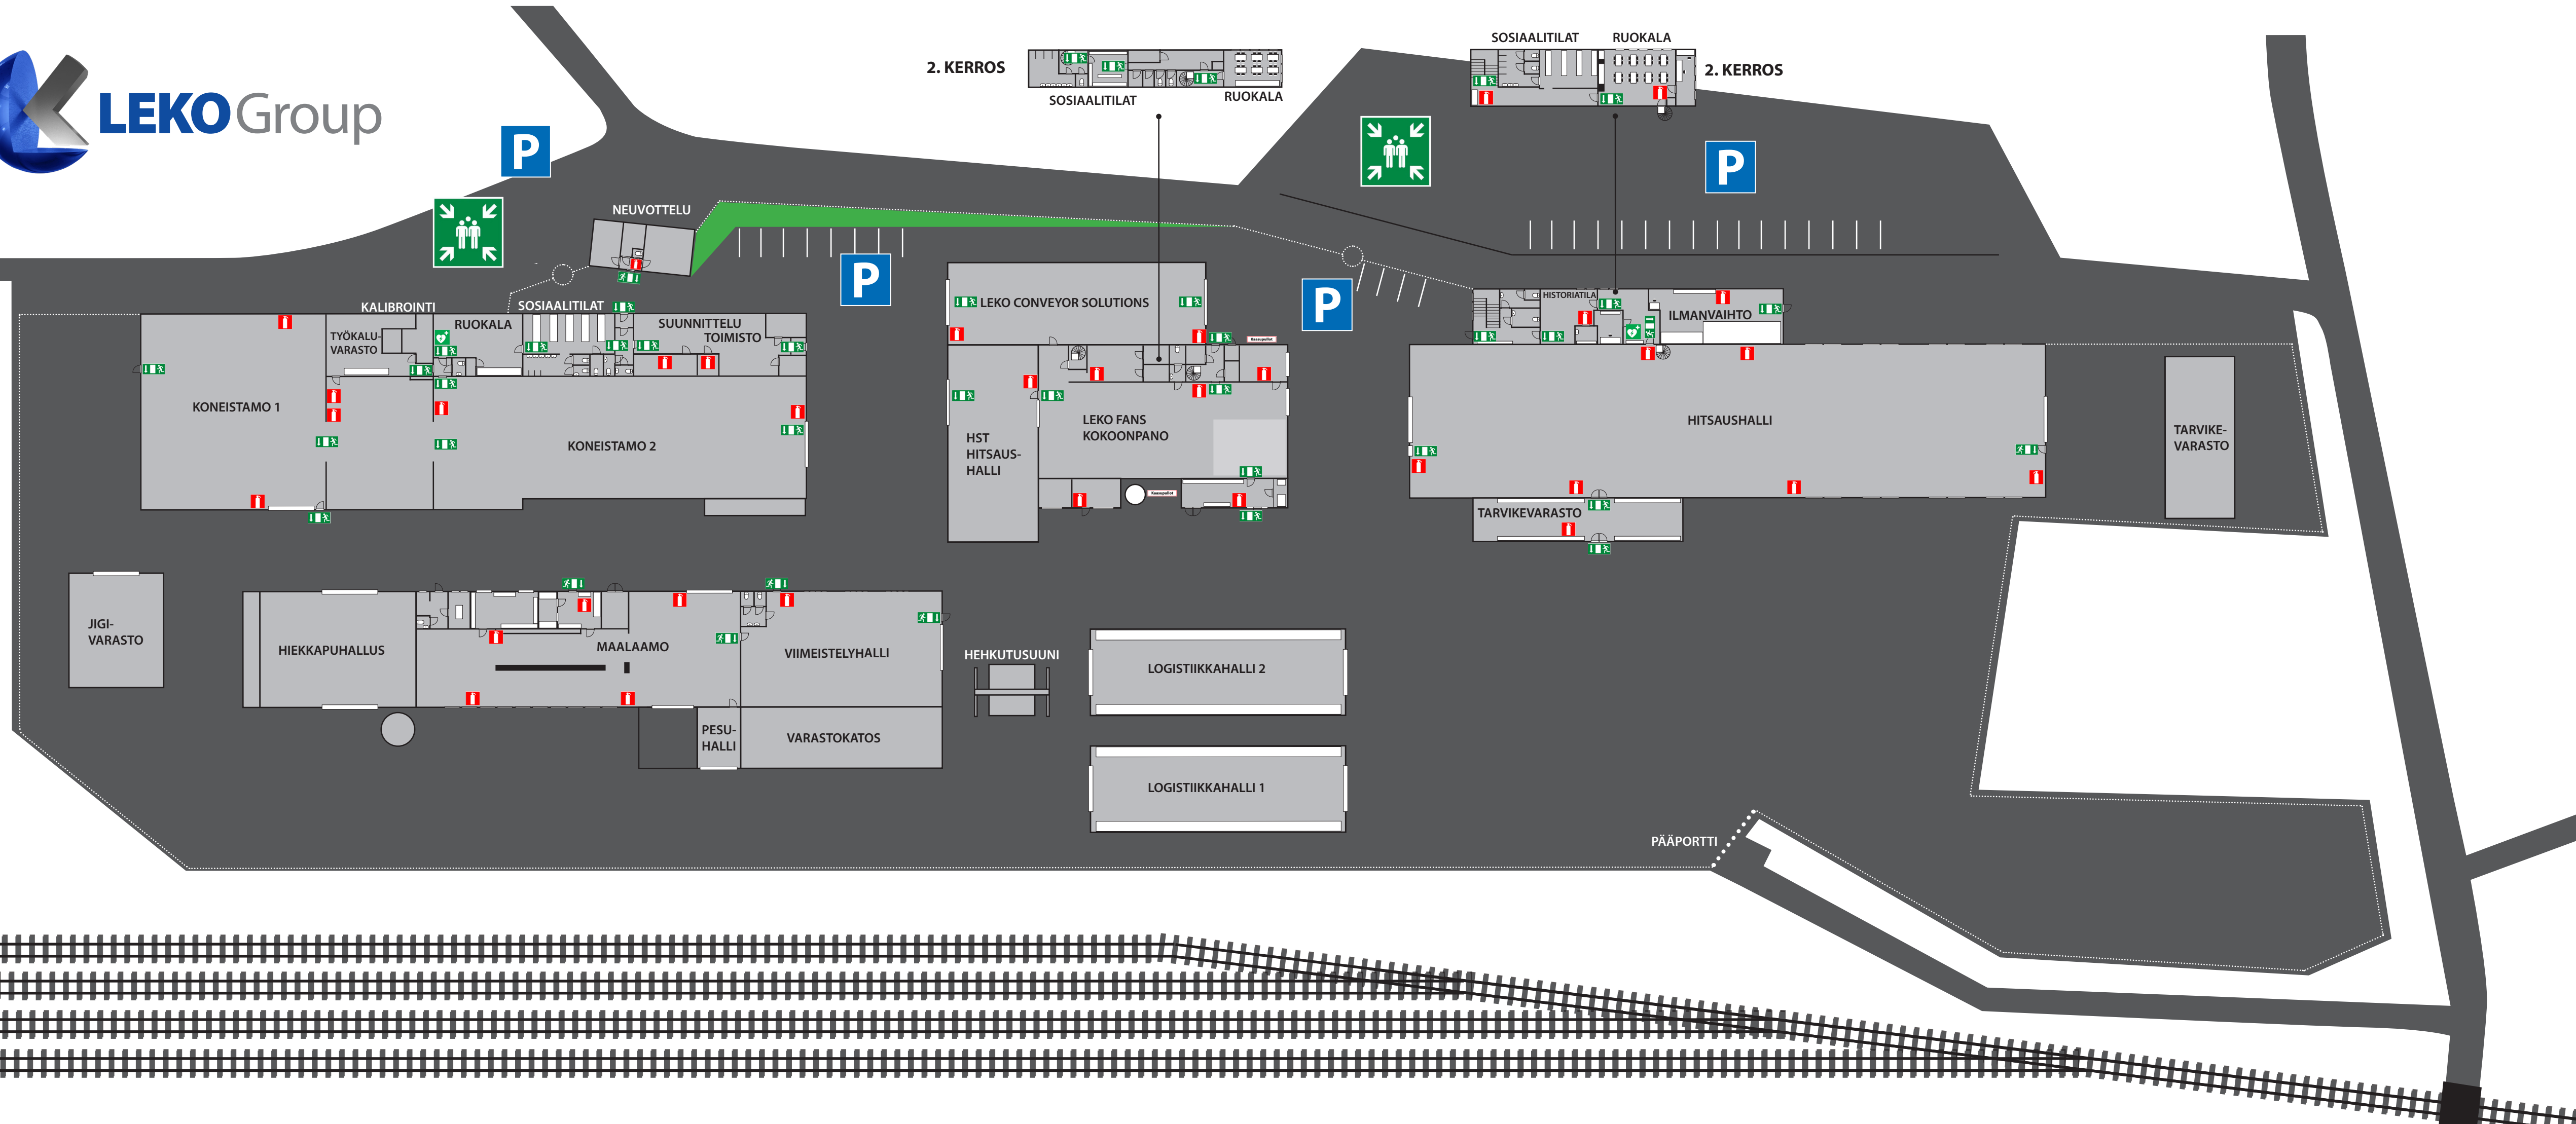 LEKO Group
2. KERROS
SOSIAALITILAT
RUOKALA
SOSIAALITILAT
RUOKALA
2. KERROS
P
P
P
P
NEUVOTTELU
KALIBROINTI
SOSIAALITILAT
TYÖKALU-
VARASTO
RUOKALA
SUUNNITTELU
TOIMISTO
KONEISTAMO 1
KONEISTAMO 2
LEKO CONVEYOR SOLUTIONS
Kaasupullot
HST
HITSAUS-
HALLI
LEKO FANS
KOKOONPANO
Kaasupullot
HISTORIATILA
ILMANVAIHTO
HITSAUSHALLI
TARVIKEVARASTO
TARVIKE-
VARASTO
JIGI-
VARASTO
HIEKKAPUHALLUS
MAALAAMO
VIIMEISTELYHALLI
PESU-
HALLI
VARASTOKATOS
HEHKUTUSUUNI
LOGISTIIKKAHALLI 2
LOGISTIIKKAHALLI 1
PÄÄPORTTI